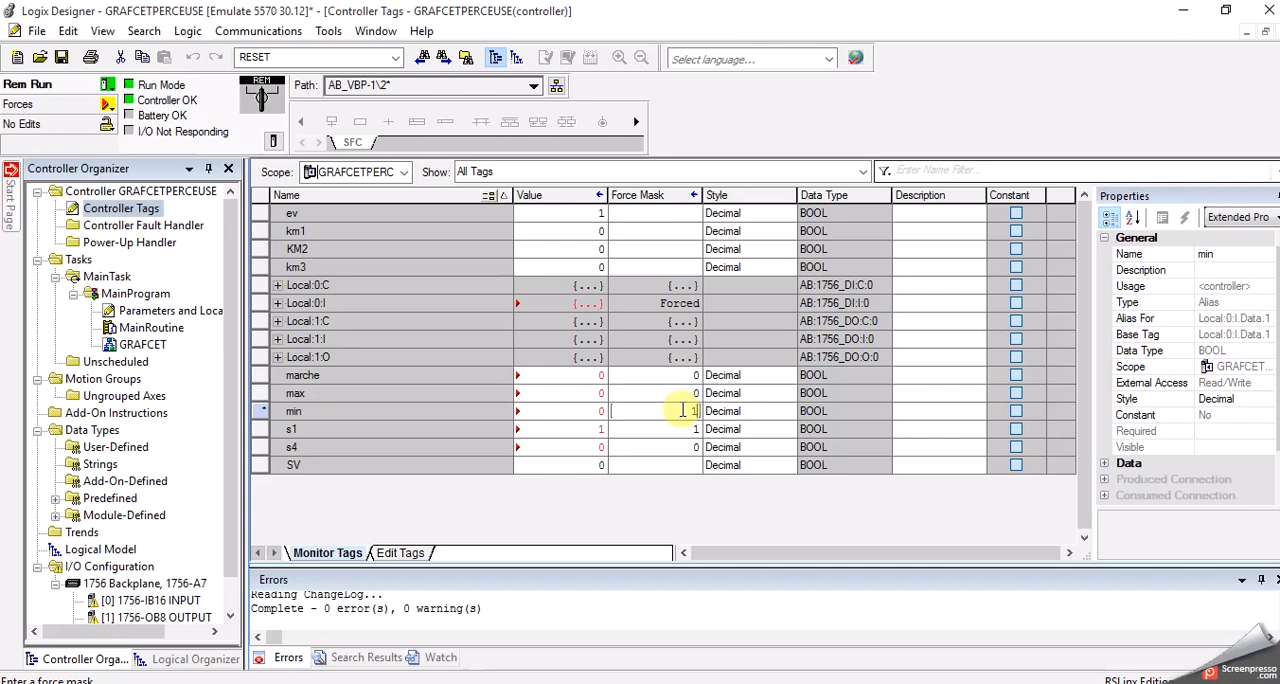 Logix Designer - GRAFCETPERCEUSE [Emulate 5570 30.12]* - [Controller Tags - GRAFCETPERCEUSE(controller)]
File Edit View Search Logic Communications Tools Window Help
RESET Select language...
Rem Run Run Mode REM Path: AB_VBP-1\2*
Forces Controller OK
No Edits Battery OK
I/O Not Responding
SFC
Start Page
Controller Organizer
Controller GRAFCETPERCEUSE
Controller Tags
Controller Fault Handler
Power-Up Handler
Tasks
MainTask
MainProgram
Parameters and Loca
MainRoutine
GRAFCET
Unscheduled
Motion Groups
Ungrouped Axes
Add-On Instructions
Data Types
User-Defined
Strings
Add-On-Defined
Predefined
Module-Defined
Trends
Logical Model
I/O Configuration
1756 Backplane, 1756-A7
[0] 1756-IB16 INPUT
[1] 1756-OB8 OUTPUT
Controller Orga... Logical Organizer
Scope: GRAFCETPERC Show: All Tags Enter Name Filter...
Name Value Force Mask Style Data Type Description Constant
ev 1 Decimal BOOL
km1 0 Decimal BOOL
KM2 0 Decimal BOOL
km3 0 Decimal BOOL
Local:0:C {...} {...} AB:1756_DI:C:0
Local:0:I {...} Forced AB:1756_DI:I:0
Local:1:C {...} {...} AB:1756_DO:C:0
Local:1:I {...} {...} AB:1756_DO:I:0
Local:1:O {...} {...} AB:1756_DO:O:0
marche 0 0 Decimal BOOL
max 0 0 Decimal BOOL
min 0 1 Decimal BOOL
s1 1 1 Decimal BOOL
s4 0 0 Decimal BOOL
SV 0 Decimal BOOL
Monitor Tags Edit Tags
Properties
Extended Pro
General
Name min
Description
Usage <controller>
Type Alias
Alias For Local:0:I.Data.1
Base Tag Local:0:I.Data.1
Data Type BOOL
Scope GRAFCET...
External Access Read/Write
Style Decimal
Constant No
Required
Visible
Data
Produced Connection
Consumed Connection
Errors
Reading ChangeLog...
Complete - 0 error(s), 0 warning(s)
Errors Search Results Watch
Enter a force mask
RSLinx Edition
Screenpresso
.com